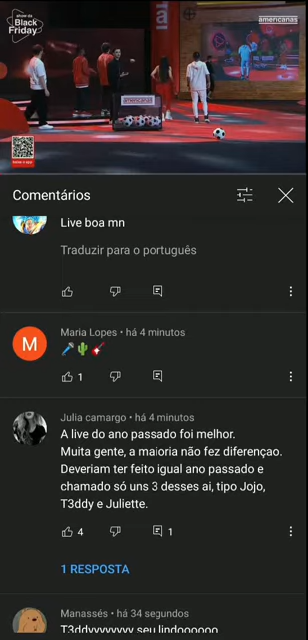 show da
Black
Friday
americanas
americanas
Comentários
Live boa mn
Traduzir para o português
M
Maria Lopes • há 4 minutos
1
Julia camargo • há 4 minutos
A live do ano passado foi melhor.
Muita gente, a maioria não fez diferençao.
Deveriam ter feito igual ano passado e
chamado só uns 3 desses ai, tipo Jojo,
T3ddy e Juliette.
4
1
1 RESPOSTA
Manassés • há 34 segundos
T3ddyvvvvvvv seu lindoooooo